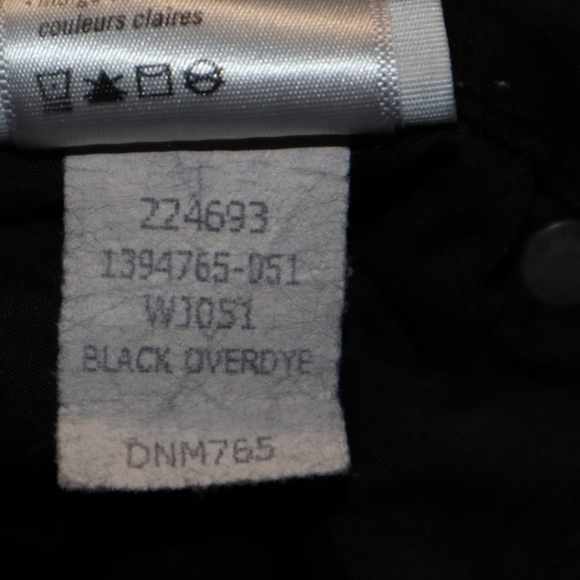 couleurs claires
224693
1394765-051
WJ051
BLACK OVERDYE
DNM765